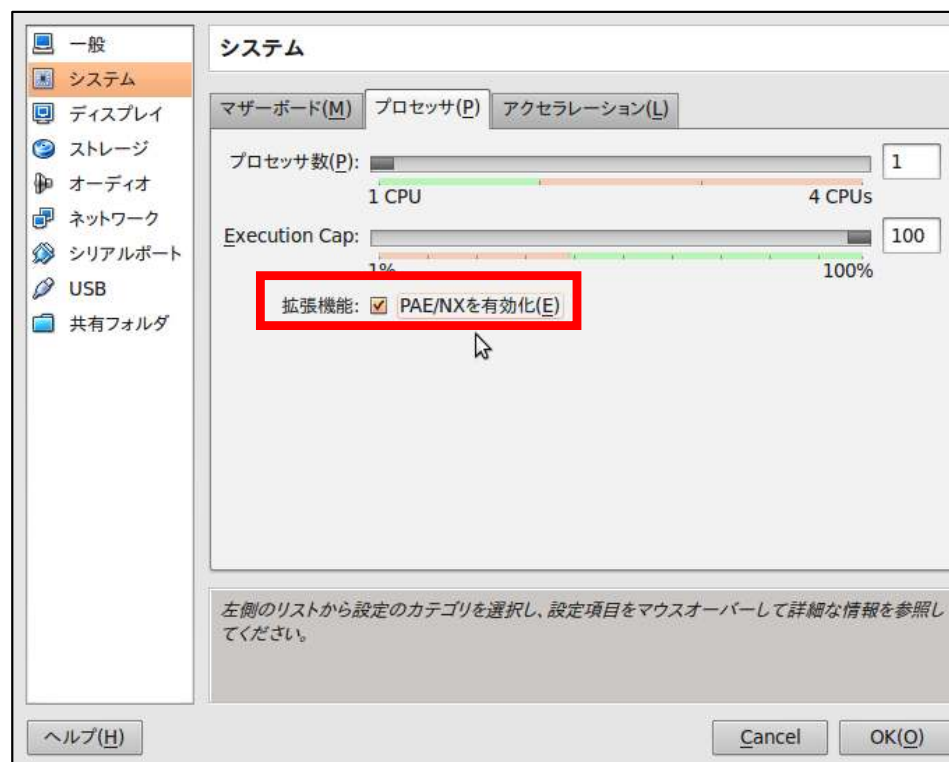 一般
システム
ディスプレイ
ストレージ
オーディオ
ネットワーク
シリアルポート
USB
共有フォルダ
システム
マザーボード(M) プロセッサ(P) アクセラレーション(L)
プロセッサ数(P): 1
1 CPU 4 CPUs
Execution Cap: 100
1% 100%
拡張機能: PAE/NXを有効化(E)
左側のリストから設定のカテゴリを選択し、設定項目をマウスオーバーして詳細な情報を参照し
てください。
ヘルプ(H) Cancel OK(O)